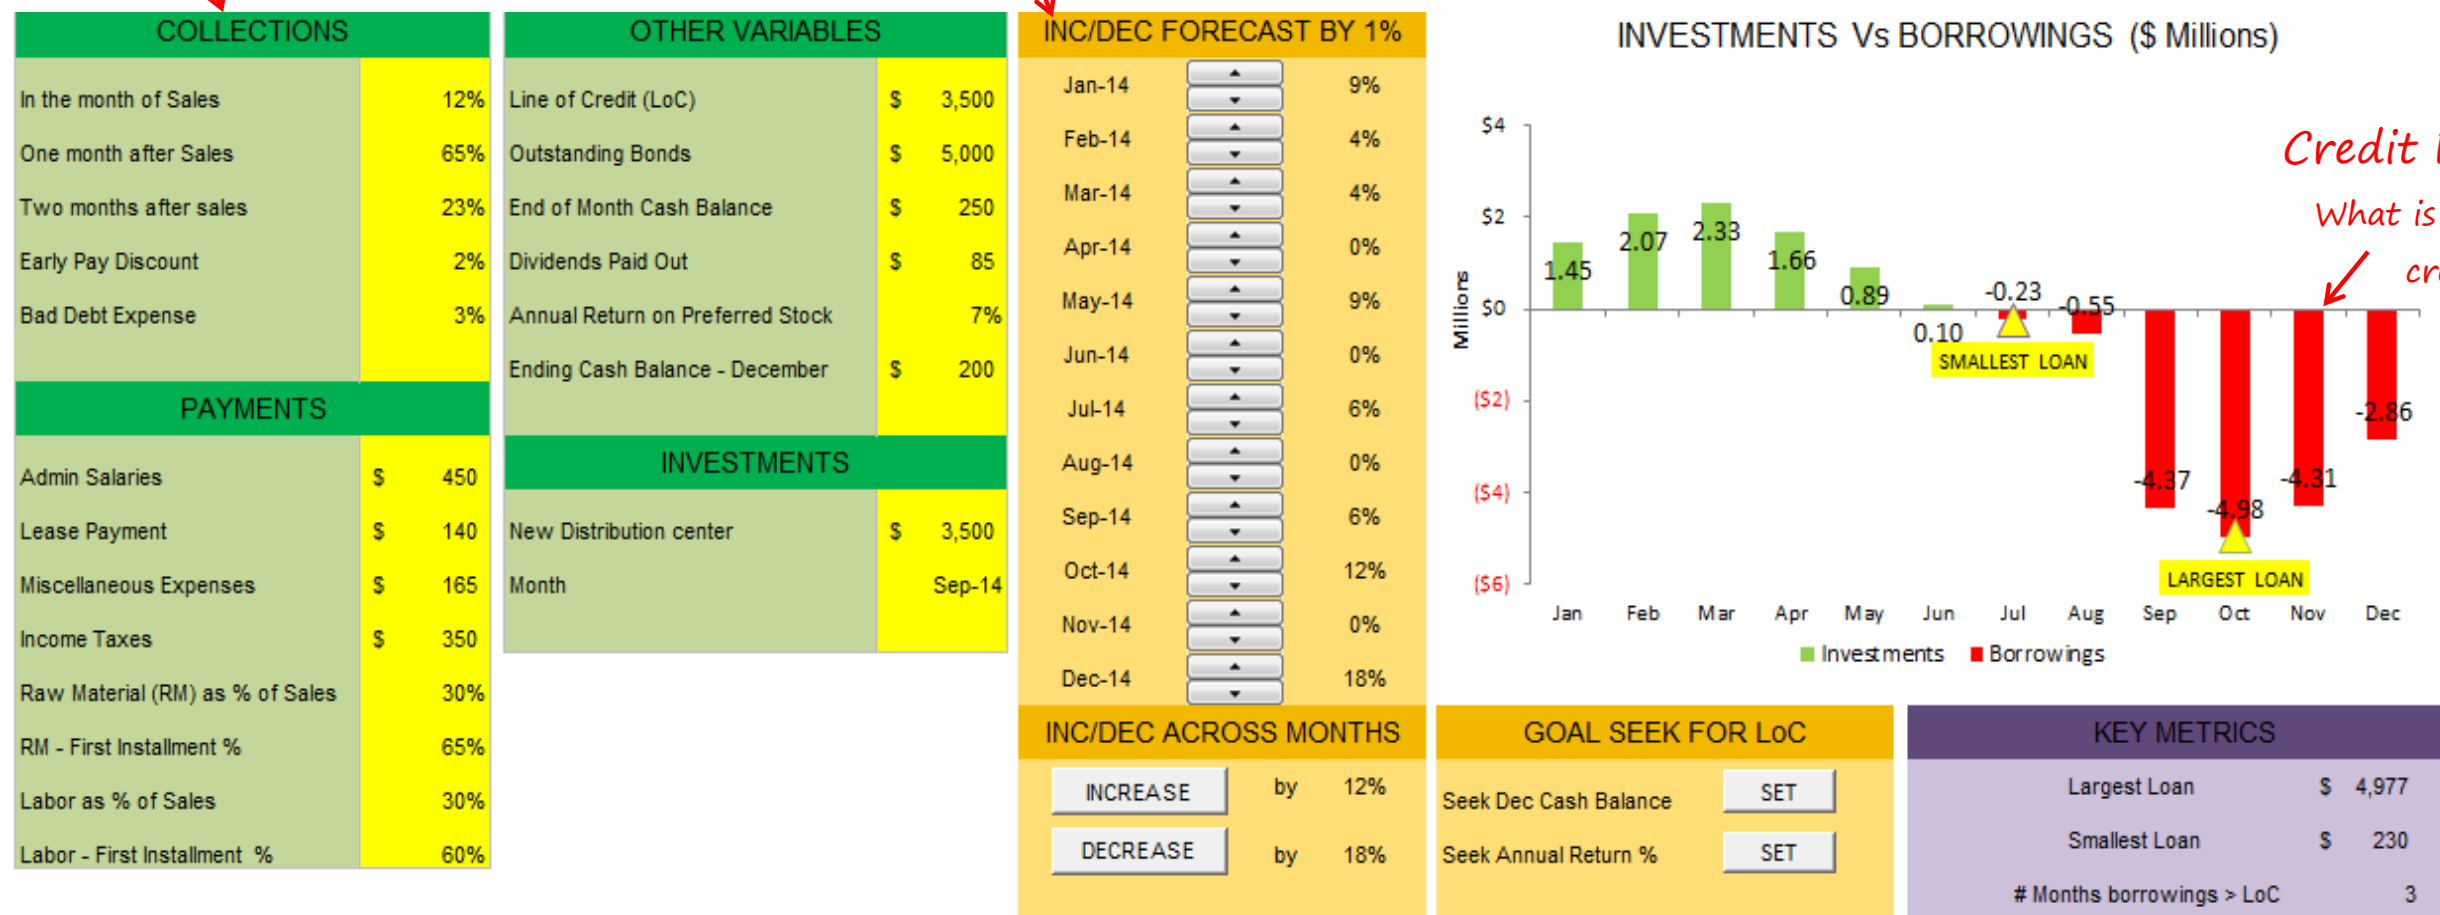 COLLECTIONS
In the month of Sales 12%
One month after Sales 65%
Two months after sales 23%
Early Pay Discount 2%
Bad Debt Expense 3%
PAYMENTS
Admin Salaries $ 450
Lease Payment $ 140
Miscellaneous Expenses $ 165
Income Taxes $ 350
Raw Material (RM) as % of Sales 30%
RM - First Installment % 65%
Labor as % of Sales 30%
Labor - First Installment % 60%
OTHER VARIABLES
Line of Credit (LoC) $ 3,500
Outstanding Bonds $ 5,000
End of Month Cash Balance $ 250
Dividends Paid Out $ 85
Annual Return on Preferred Stock 7%
Ending Cash Balance - December $ 200
INVESTMENTS
New Distribution center $ 3,500
Month Sep-14
INC/DEC FORECAST BY 1%
Jan-14 9%
Feb-14 4%
Mar-14 4%
Apr-14 0%
May-14 9%
Jun-14 0%
Jul-14 6%
Aug-14 0%
Sep-14 6%
Oct-14 12%
Nov-14 0%
Dec-14 18%
INC/DEC ACROSS MONTHS
INCREASE by 12%
DECREASE by 18%
INVESTMENTS Vs BORROWINGS ($ Millions)
Credit
What is
Millions
$4
$2
$0
($2)
($4)
($6)
1.45 2.07 2.33 1.66 0.89 0.10 -0.23 -0.55 -4.37 -4.98 -4.31 -2.86
SMALLEST LOAN
LARGEST LOAN
Jan Feb Mar Apr May Jun Jul Aug Sep Oct Nov Dec
Investments Borrowings
GOAL SEEK FOR LoC
Seek Dec Cash Balance SET
Seek Annual Return % SET
KEY METRICS
Largest Loan $ 4,977
Smallest Loan $ 230
# Months borrowings > LoC 3